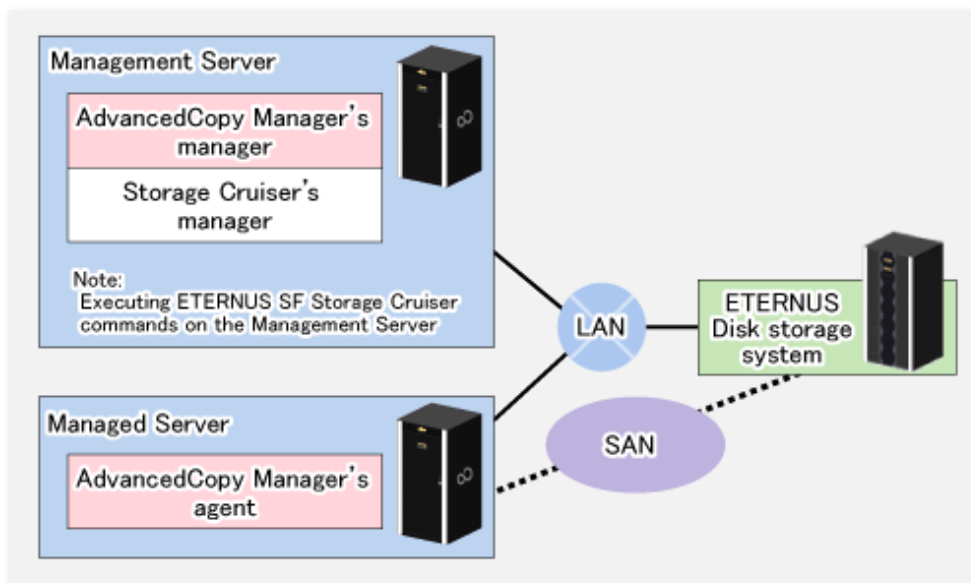 Management Server
AdvancedCopy Manager's
manager
Storage Cruiser's
manager
Note:
Executing ETERNUS SF Storage Cruiser
commands on the Management Server
LAN
ETERNUS
Disk storage
system
Managed Server
AdvancedCopy Manager's
agent
SAN